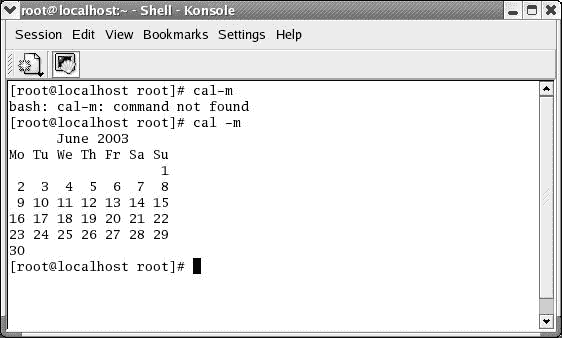 root@localhost:~ - Shell - Konsole
Session Edit View Bookmarks Settings Help
[root@localhost root]# cal-m
bash: cal-m: command not found
[root@localhost root]# cal -m
      June 2003
Mo Tu We Th Fr Sa Su
                   1
 2  3  4  5  6  7  8
 9 10 11 12 13 14 15
16 17 18 19 20 21 22
23 24 25 26 27 28 29
30
[root@localhost root]#